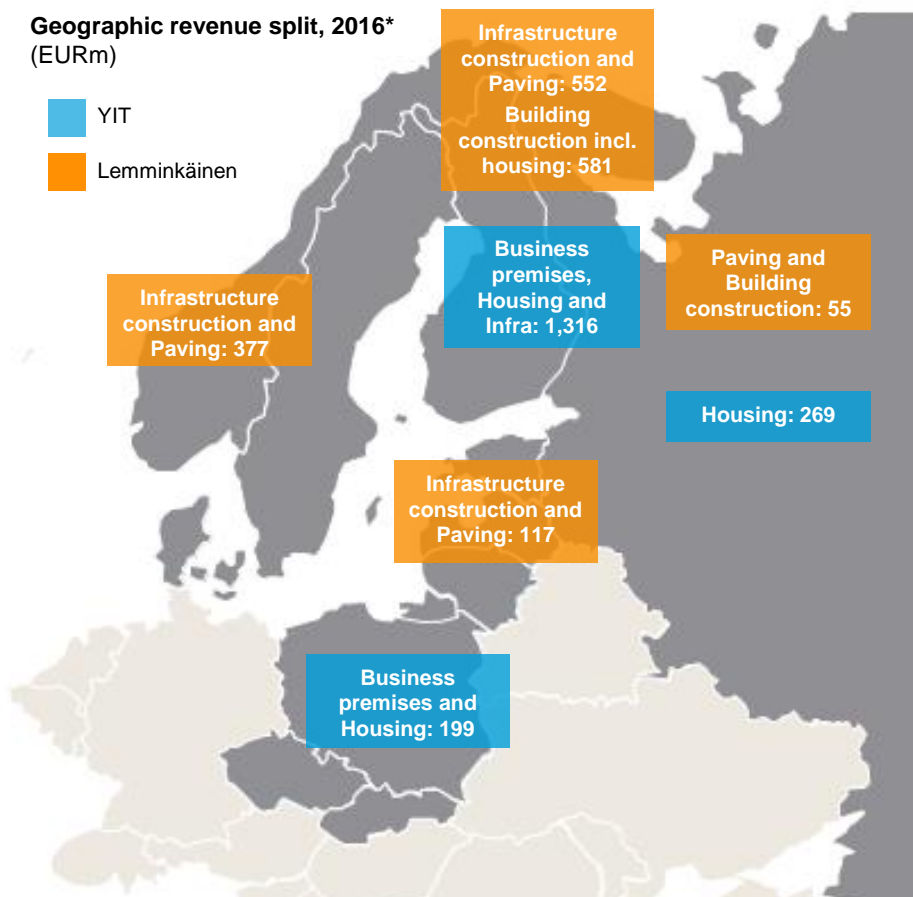 Geographic revenue split, 2016*
(EURm)
YIT
Lemminkäinen
Infrastructure
construction and
Paving: 552
Building
construction incl.
housing: 581
Business
premises,
Housing and
Infra: 1,316
Paving and
Building
construction: 55
Infrastructure
construction and
Paving: 377
Housing: 269
Infrastructure
construction and
Paving: 117
Business
premises and
Housing: 199